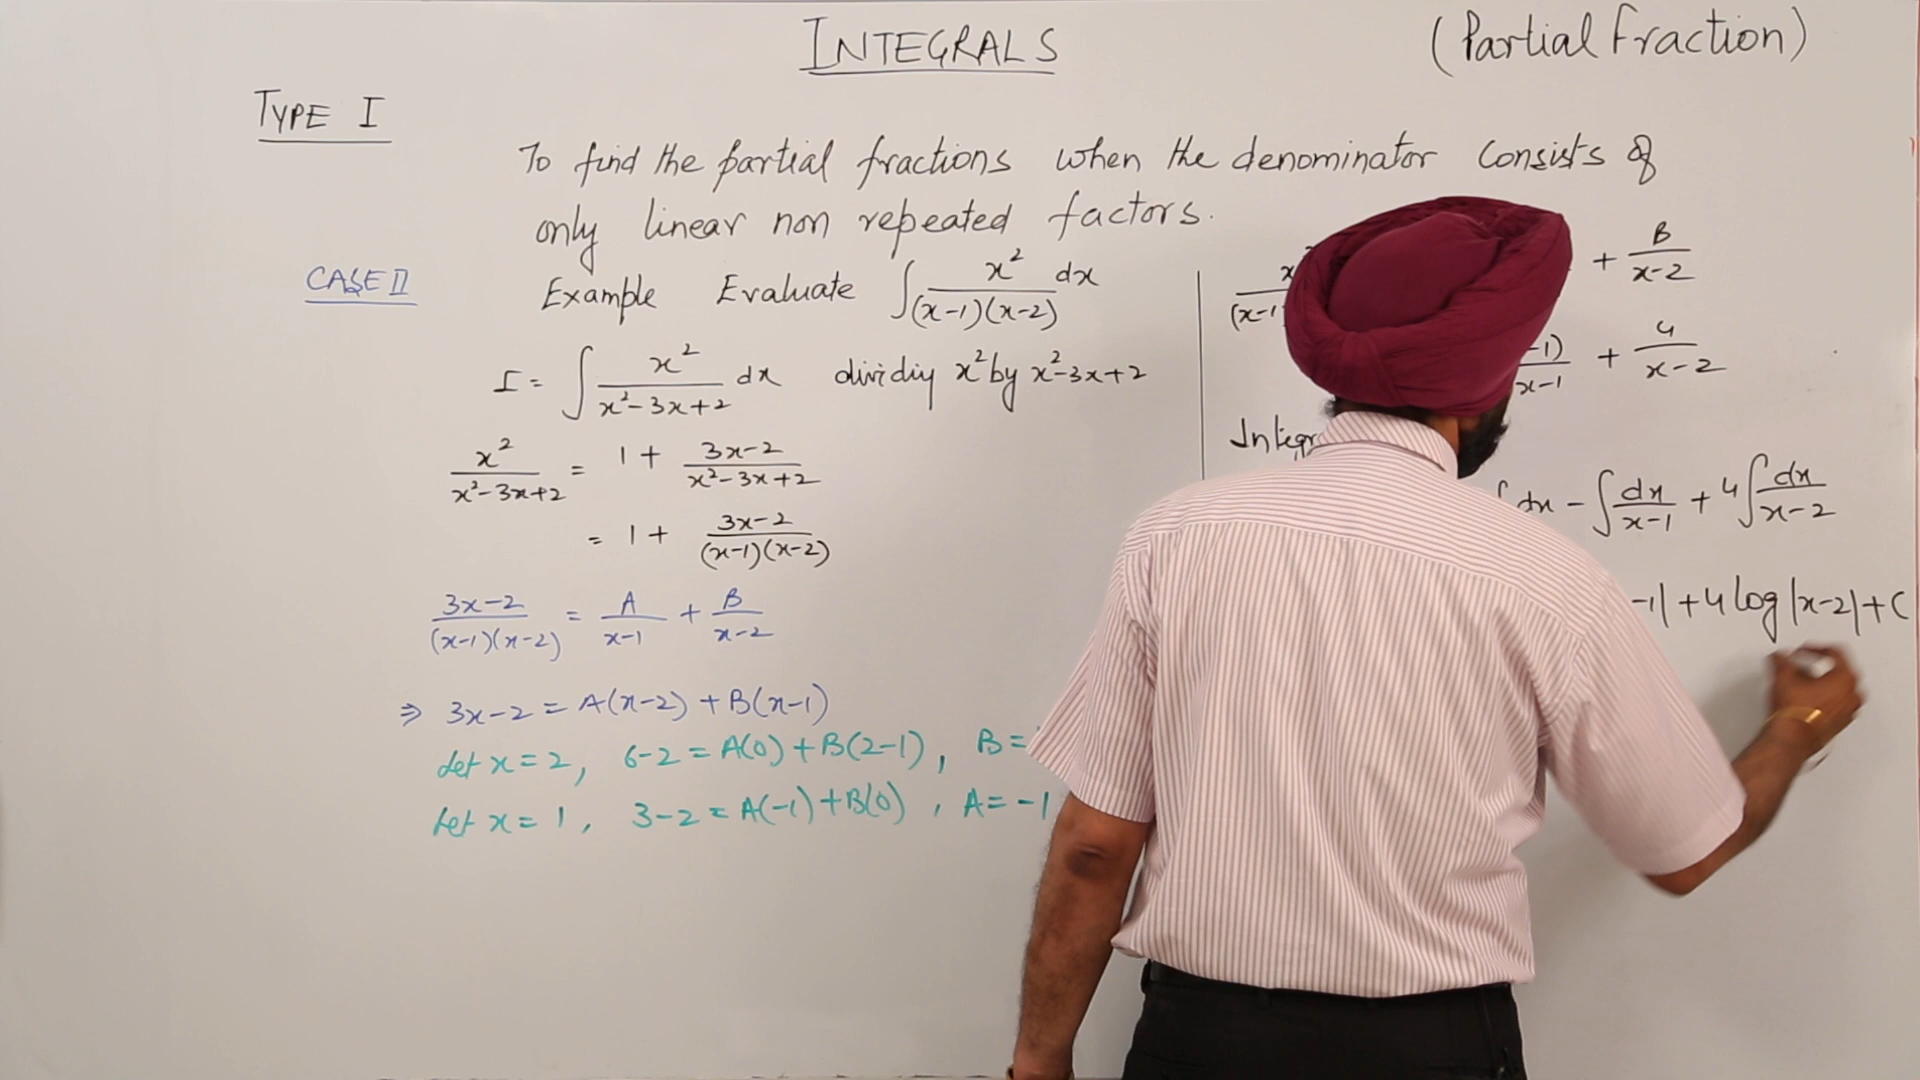 INTEGRALS
(Partial Fraction)
TYPE I
To find the partial fractions when the denominator consists of
only linear non repeated factors.
CASE II
Example Evaluate ∫ x²/((x-1)(x-2)) dx
I = ∫ x²/(x²-3x+2) dx dividing x² by x²-3x+2
x²/(x²-3x+2) = 1 + (3x-2)/(x²-3x+2)
= 1 + (3x-2)/((x-1)(x-2))
(3x-2)/((x-1)(x-2)) = A/(x-1) + B/(x-2)
⇒ 3x-2 = A(x-2) + B(x-1)
Let x = 2, 6-2 = A(0) + B(2-1), B =
Let x = 1, 3-2 = A(-1) + B(0), A = -1
+ B/(x-2)
-1)/(x-1) + 4/(x-2)
∫ dx - ∫ dx/(x-1) + 4 ∫ dx/(x-2)
-1| + 4 log |x-2| + C